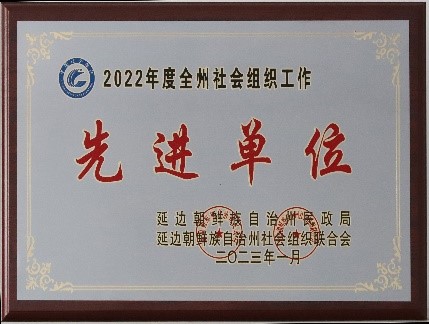 2022年度全州社会组织工作
先进单位
延边朝鲜族自治州民政局
延边朝鲜族自治州社会组织联合会
二〇二三年一月